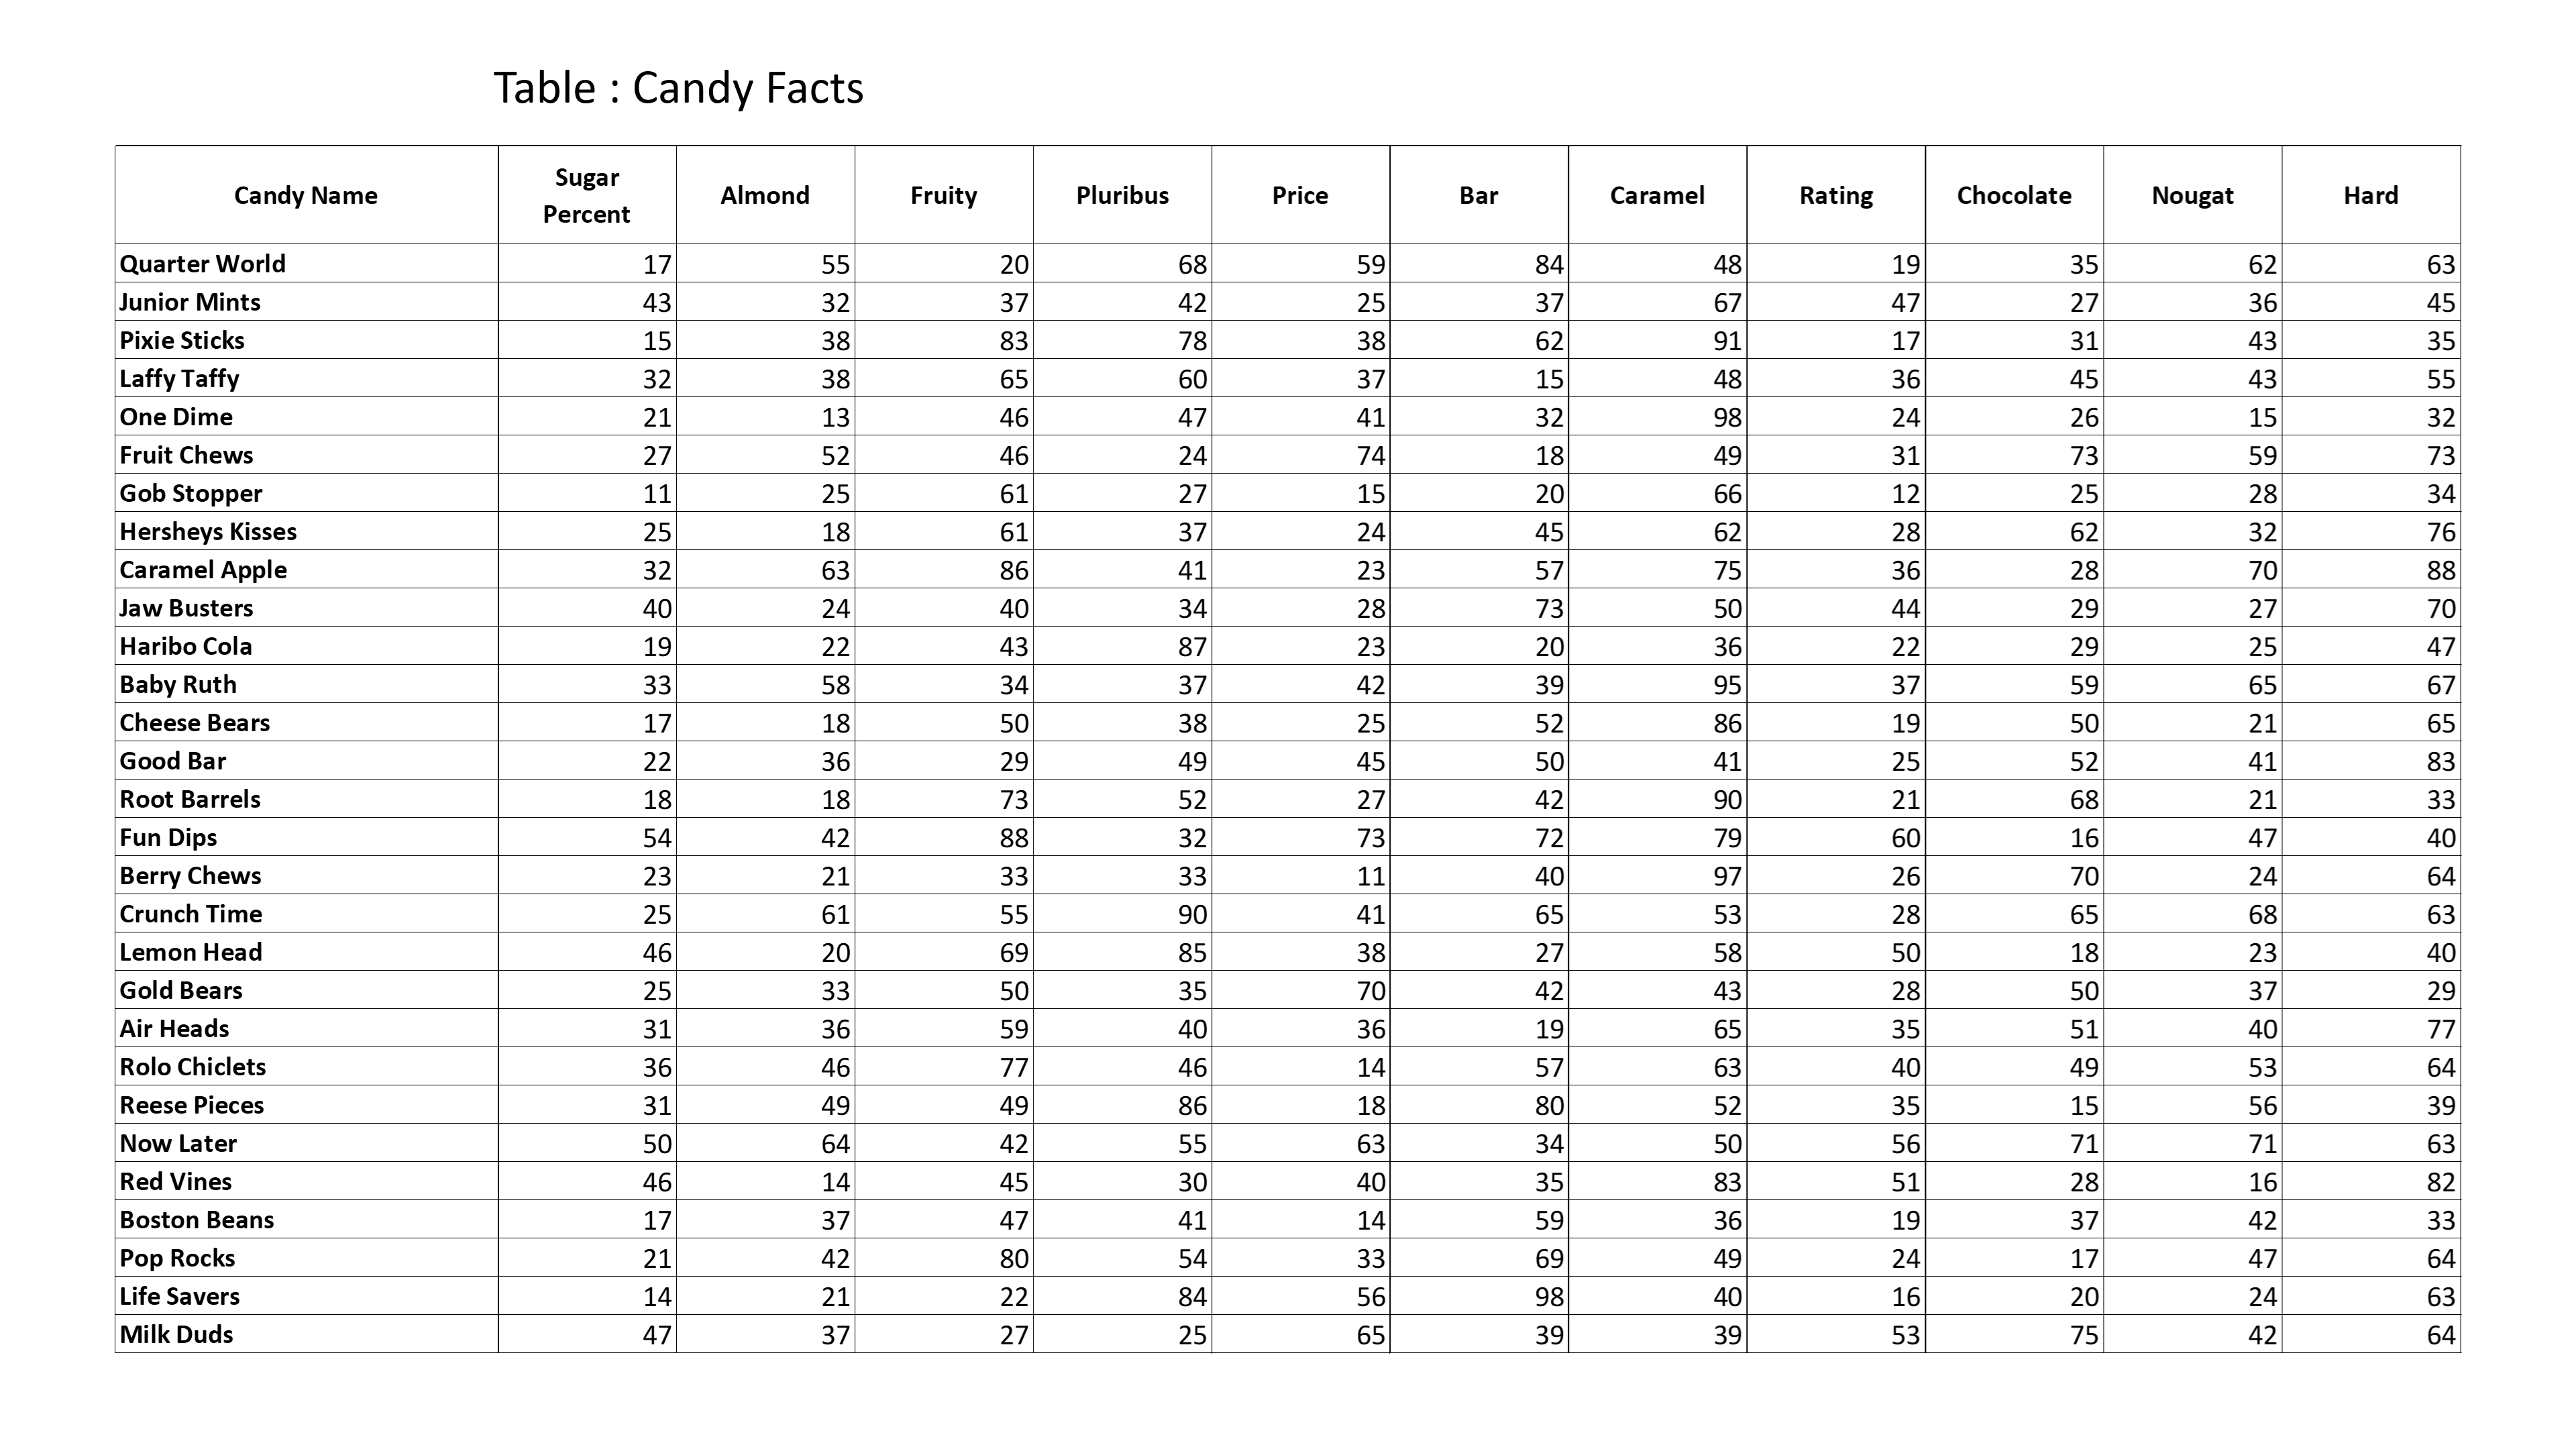 Table : Candy Facts
Candy Name Sugar Percent Almond Fruity Pluribus Price Bar Caramel Rating Chocolate Nougat Hard
Quarter World 17 55 20 68 59 84 48 19 35 62 63
Junior Mints 43 32 37 42 25 37 67 47 27 36 45
Pixie Sticks 15 38 83 78 38 62 91 17 31 43 35
Laffy Taffy 32 38 65 60 37 15 48 36 45 43 55
One Dime 21 13 46 47 41 32 98 24 26 15 32
Fruit Chews 27 52 46 24 74 18 49 31 73 59 73
Gob Stopper 11 25 61 27 15 20 66 12 25 28 34
Hersheys Kisses 25 18 61 37 24 45 62 28 62 32 76
Caramel Apple 32 63 86 41 23 57 75 36 28 70 88
Jaw Busters 40 24 40 34 28 73 50 44 29 27 70
Haribo Cola 19 22 43 87 23 20 36 22 29 25 47
Baby Ruth 33 58 34 37 42 39 95 37 59 65 67
Cheese Bears 17 18 50 38 25 52 86 19 50 21 65
Good Bar 22 36 29 49 45 50 41 25 52 41 83
Root Barrels 18 18 73 52 27 42 90 21 68 21 33
Fun Dips 54 42 88 32 73 72 79 60 16 47 40
Berry Chews 23 21 33 33 11 40 97 26 70 24 64
Crunch Time 25 61 55 90 41 65 53 28 65 68 63
Lemon Head 46 20 69 85 38 27 58 50 18 23 40
Gold Bears 25 33 50 35 70 42 43 28 50 37 29
Air Heads 31 36 59 40 36 19 65 35 51 40 77
Rolo Chiclets 36 46 77 46 14 57 63 40 49 53 64
Reese Pieces 31 49 49 86 18 80 52 35 15 56 39
Now Later 50 64 42 55 63 34 50 56 71 71 63
Red Vines 46 14 45 30 40 35 83 51 28 16 82
Boston Beans 17 37 47 41 14 59 36 19 37 42 33
Pop Rocks 21 42 80 54 33 69 49 24 17 47 64
Life Savers 14 21 22 84 56 98 40 16 20 24 63
Milk Duds 47 37 27 25 65 39 39 53 75 42 64